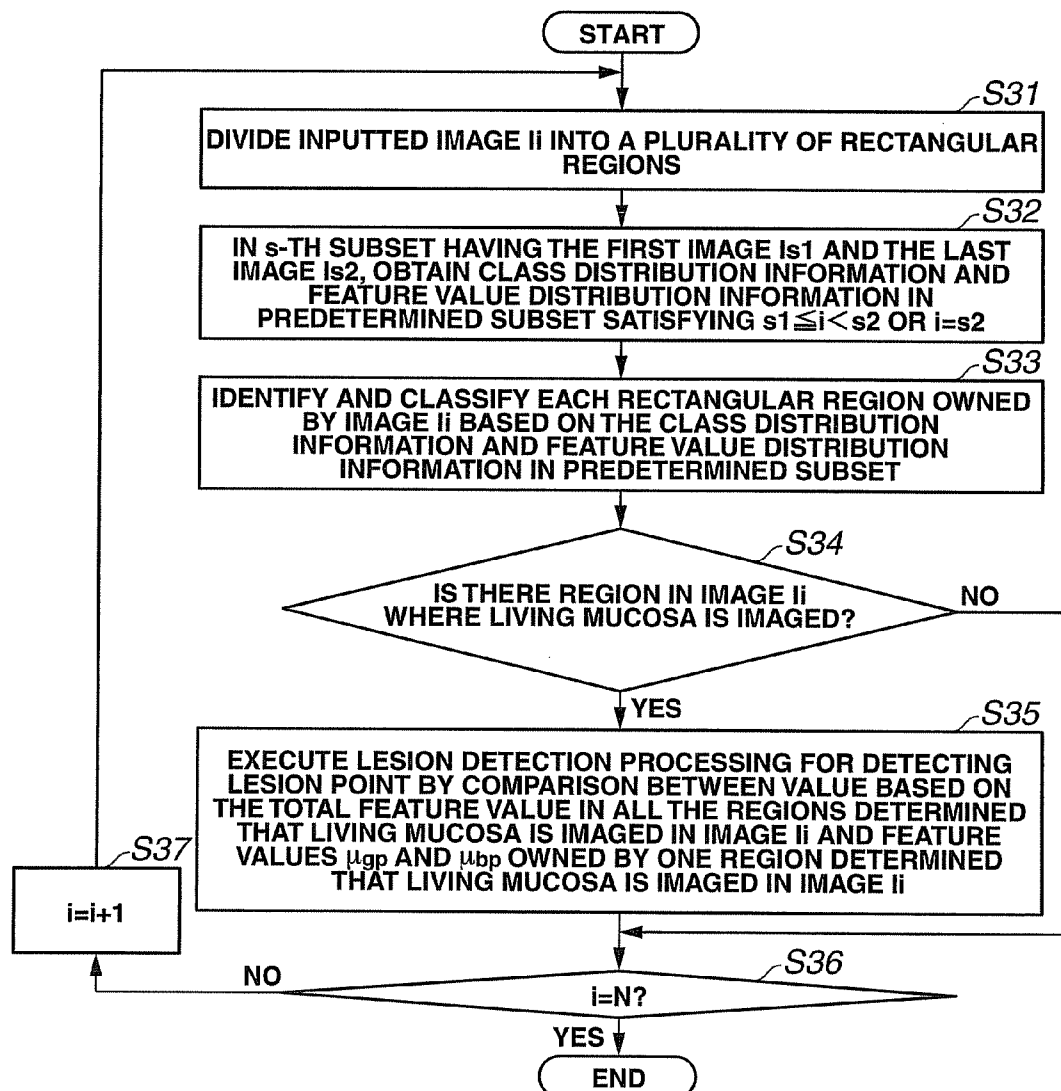 START
S31
DIVIDE INPUTTED IMAGE Ii INTO A PLURALITY OF RECTANGULAR
REGIONS
S32
IN s-TH SUBSET HAVING THE FIRST IMAGE Is1 AND THE LAST
IMAGE Is2, OBTAIN CLASS DISTRIBUTION INFORMATION AND
FEATURE VALUE DISTRIBUTION INFORMATION IN
PREDETERMINED SUBSET SATISFYING s1≦i<s2 OR i=s2
S33
IDENTIFY AND CLASSIFY EACH RECTANGULAR REGION OWNED
BY IMAGE Ii BASED ON THE CLASS DISTRIBUTION
INFORMATION AND FEATURE VALUE DISTRIBUTION
INFORMATION IN PREDETERMINED SUBSET
S34
IS THERE REGION IN IMAGE Ii
WHERE LIVING MUCOSA IS IMAGED?
NO
YES
S35
EXECUTE LESION DETECTION PROCESSING FOR DETECTING
LESION POINT BY COMPARISON BETWEEN VALUE BASED ON
THE TOTAL FEATURE VALUE IN ALL THE REGIONS DETERMINED
THAT LIVING MUCOSA IS IMAGED IN IMAGE Ii AND FEATURE
VALUES μgp AND μbp OWNED BY ONE REGION DETERMINED
THAT LIVING MUCOSA IS IMAGED IN IMAGE Ii
S37
i=i+1
S36
NO
i=N?
YES
END